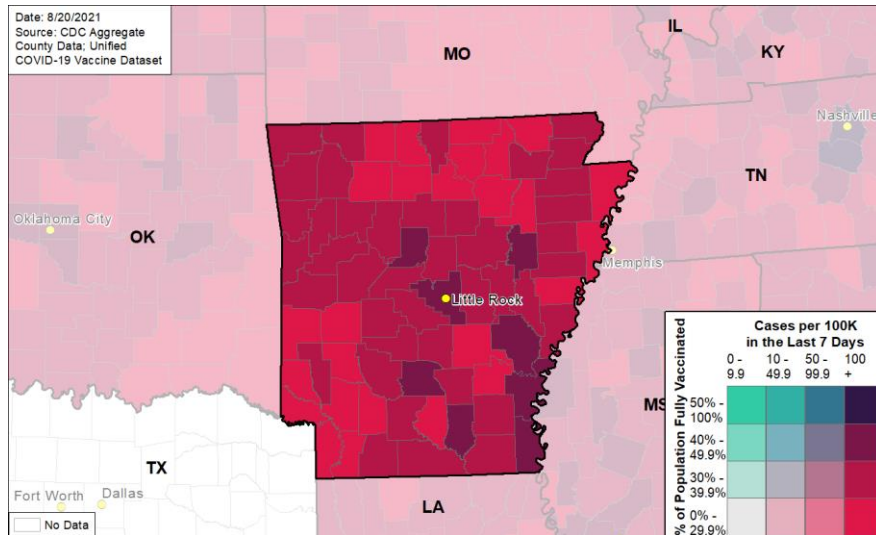 Date: 8/20/2021
Source: CDC Aggregate
County Data; Unified
COVID-19 Vaccine Dataset
IL
MO
KY
Nashville
TN
Oklahoma City
OK
Memphis
Little Rock
MS
TX
Fort Worth
Dallas
LA
No Data
Cases per 100K
in the Last 7 Days
0 - 10 - 50 - 100
9.9 49.9 99.9 +
% of Population Fully Vaccinated
50% -
100%
40% -
49.9%
30% -
39.9%
0% -
29.9%